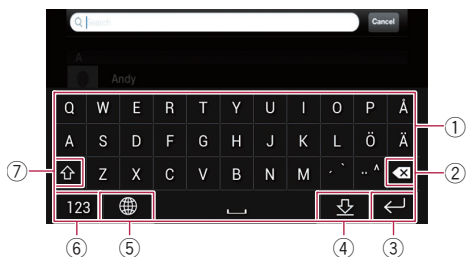 Search
Cancel
A
Andy
Q W E R T Y U I O P Å
A S D F G H J K L Ö Ä
Z X C V B N M ´ ` ¨ ^
123
①
②
③
④
⑤
⑥
⑦